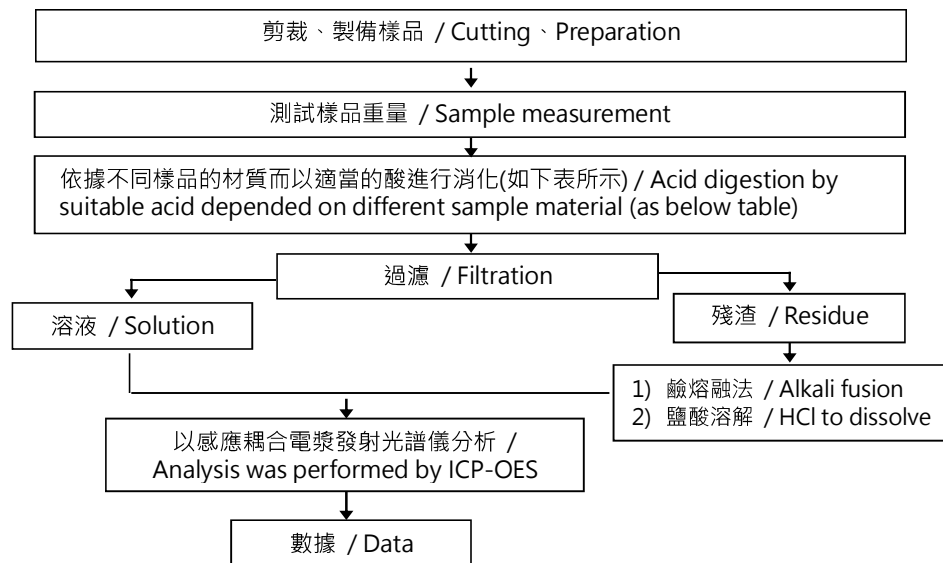 剪裁、製備樣品 / Cutting、Preparation
測試樣品重量 / Sample measurement
依據不同樣品的材質而以適當的酸進行消化(如下表所示) / Acid digestion by
suitable acid depended on different sample material (as below table)
過濾 / Filtration
溶液 / Solution
殘渣 / Residue
1) 鹼熔融法 / Alkali fusion
2) 鹽酸溶解 / HCl to dissolve
以感應耦合電漿發射光譜儀分析 /
Analysis was performed by ICP-OES
數據 / Data